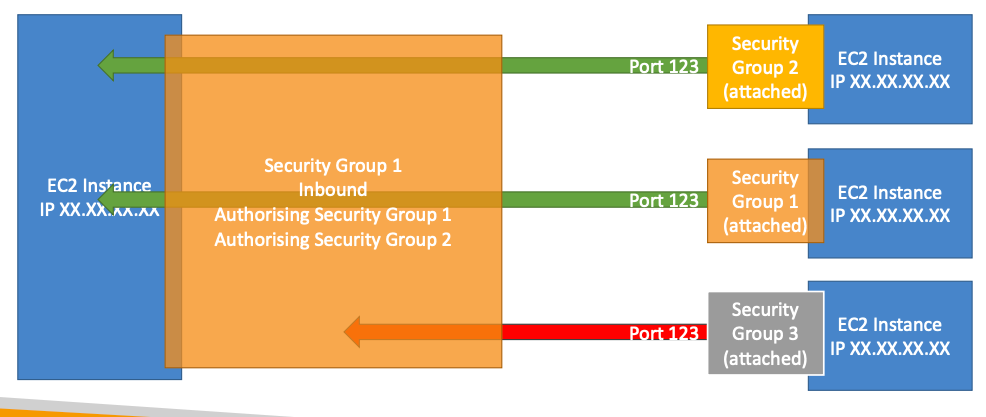 EC2 Instance
IP XX.XX.XX.XX
Security Group 1
Inbound
Authorising Security Group 1
Authorising Security Group 2
Port 123
Security
Group 2
(attached)
EC2 Instance
IP XX.XX.XX.XX
Port 123
Security
Group 1
(attached)
EC2 Instance
IP XX.XX.XX.XX
Port 123
Security
Group 3
(attached)
EC2 Instance
IP XX.XX.XX.XX